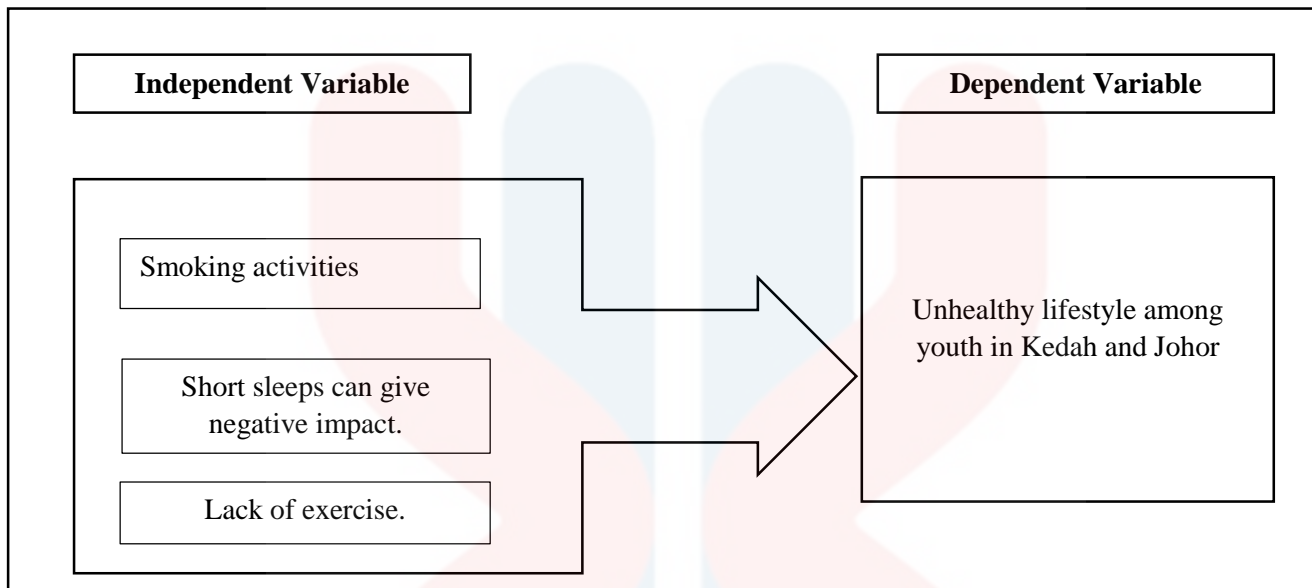 Independent Variable
Dependent Variable
Smoking activities
Short sleeps can give
negative impact.
Lack of exercise.
Unhealthy lifestyle among
youth in Kedah and Johor